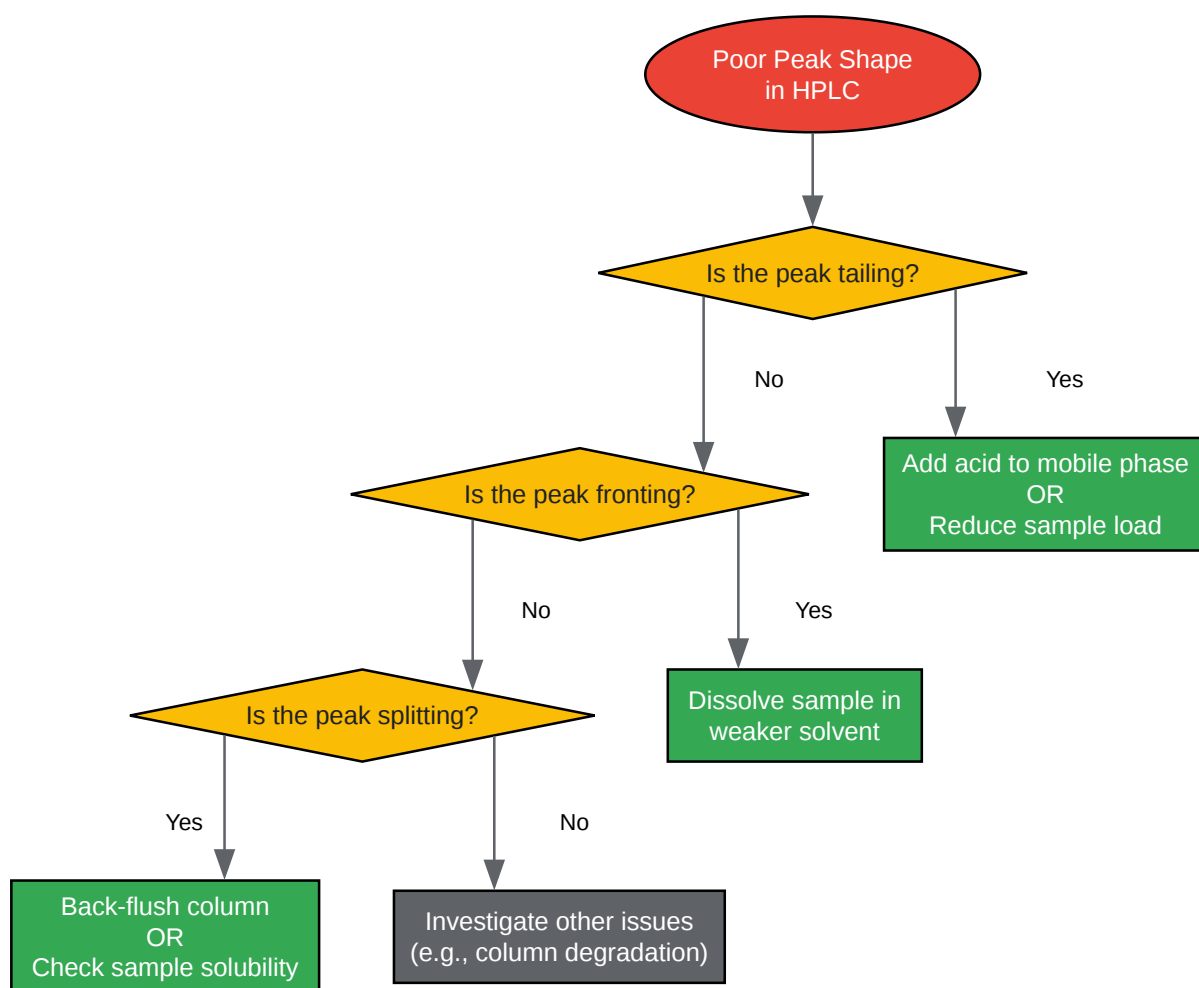 Poor Peak Shape
in HPLC
Is the peak tailing?
No
Yes
Add acid to mobile phase
OR
Reduce sample load
Is the peak fronting?
No
Yes
Dissolve sample in
weaker solvent
Is the peak splitting?
Yes
No
Back-flush column
OR
Check sample solubility
Investigate other issues
(e.g., column degradation)